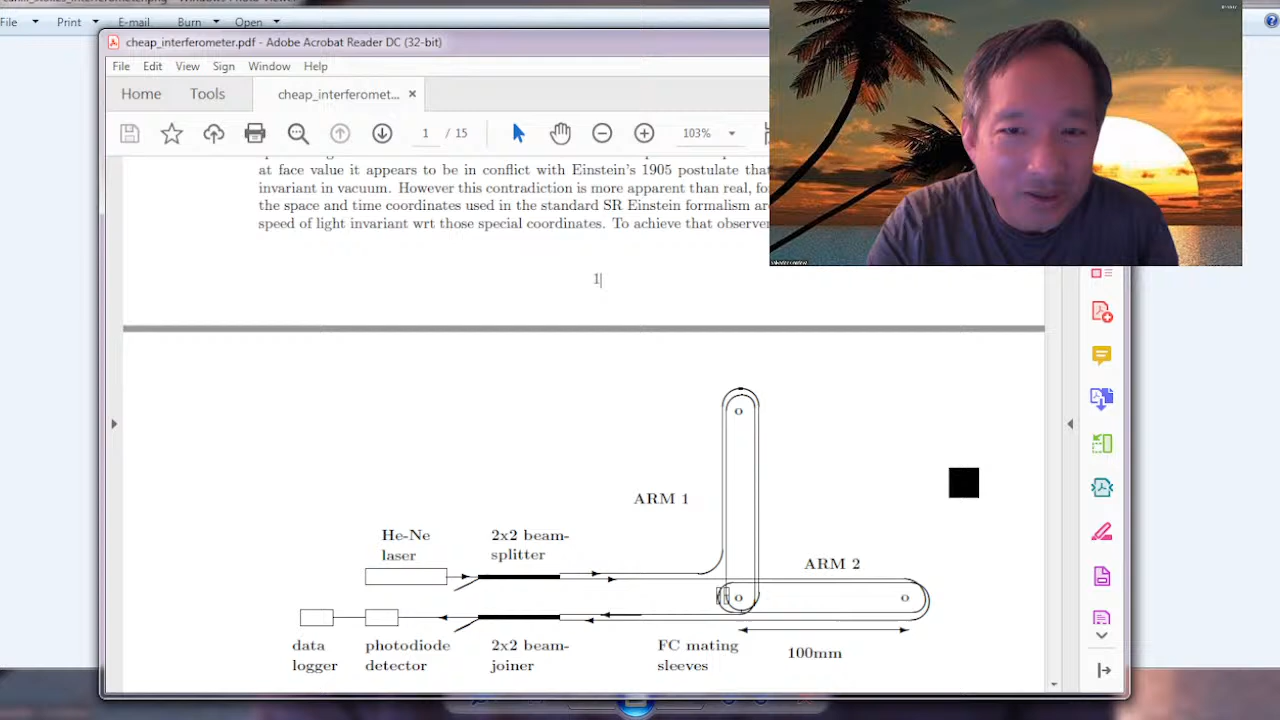 File Print E-mail Burn Open
cheap_interferometer.pdf - Adobe Acrobat Reader DC (32-bit)
File Edit View Sign Window Help
Home Tools cheap_interferomet...
1 / 15 103%
at face value it appears to be in conflict with Einstein's 1905 postulate that
invariant in vacuum. However this contradiction is more apparent than real,
the space and time coordinates used in the standard SR Einstein formalism
speed of light invariant wrt those special coordinates. To achieve that
1
ARM 1
He-Ne
laser
2x2 beam-
splitter
ARM 2
data
logger
photodiode
detector
2x2 beam-
joiner
FC mating
sleeves
100mm